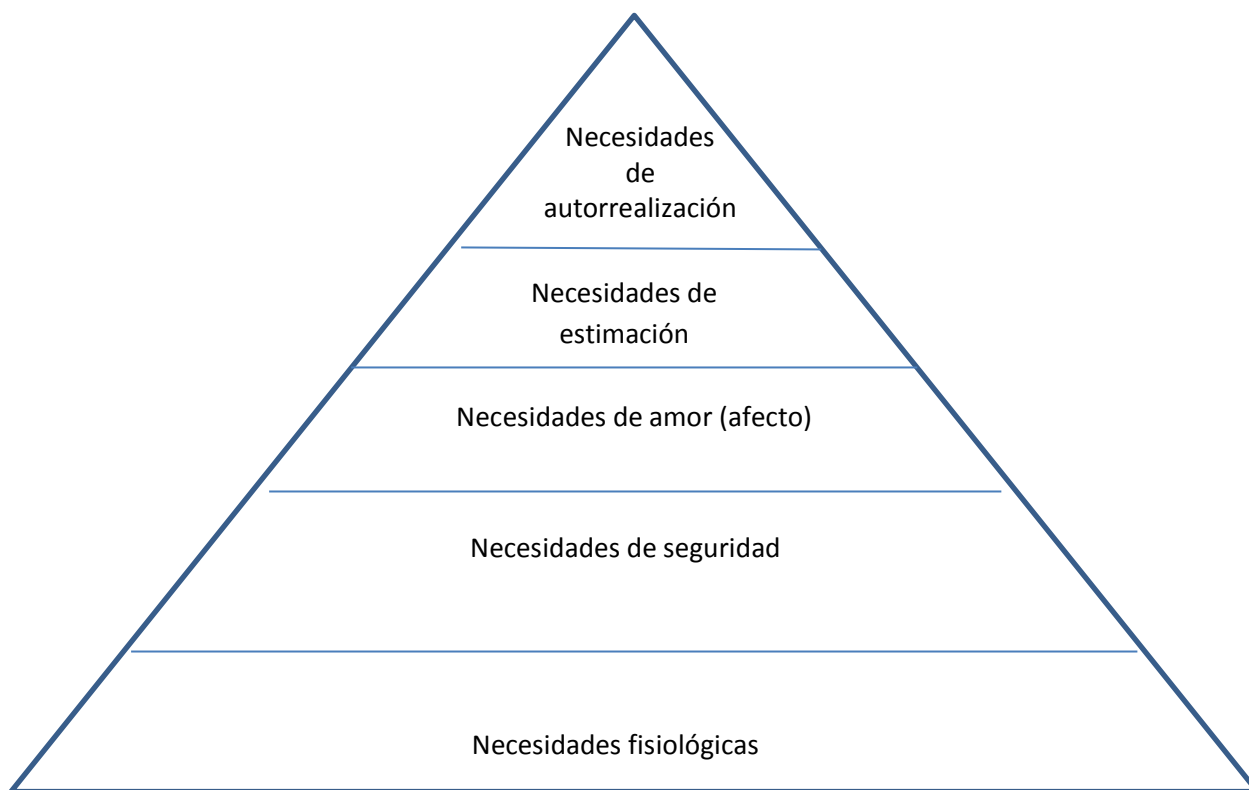 Necesidades
de
autorrealización
Necesidades de
estimación
Necesidades de amor (afecto)
Necesidades de seguridad
Necesidades fisiológicas